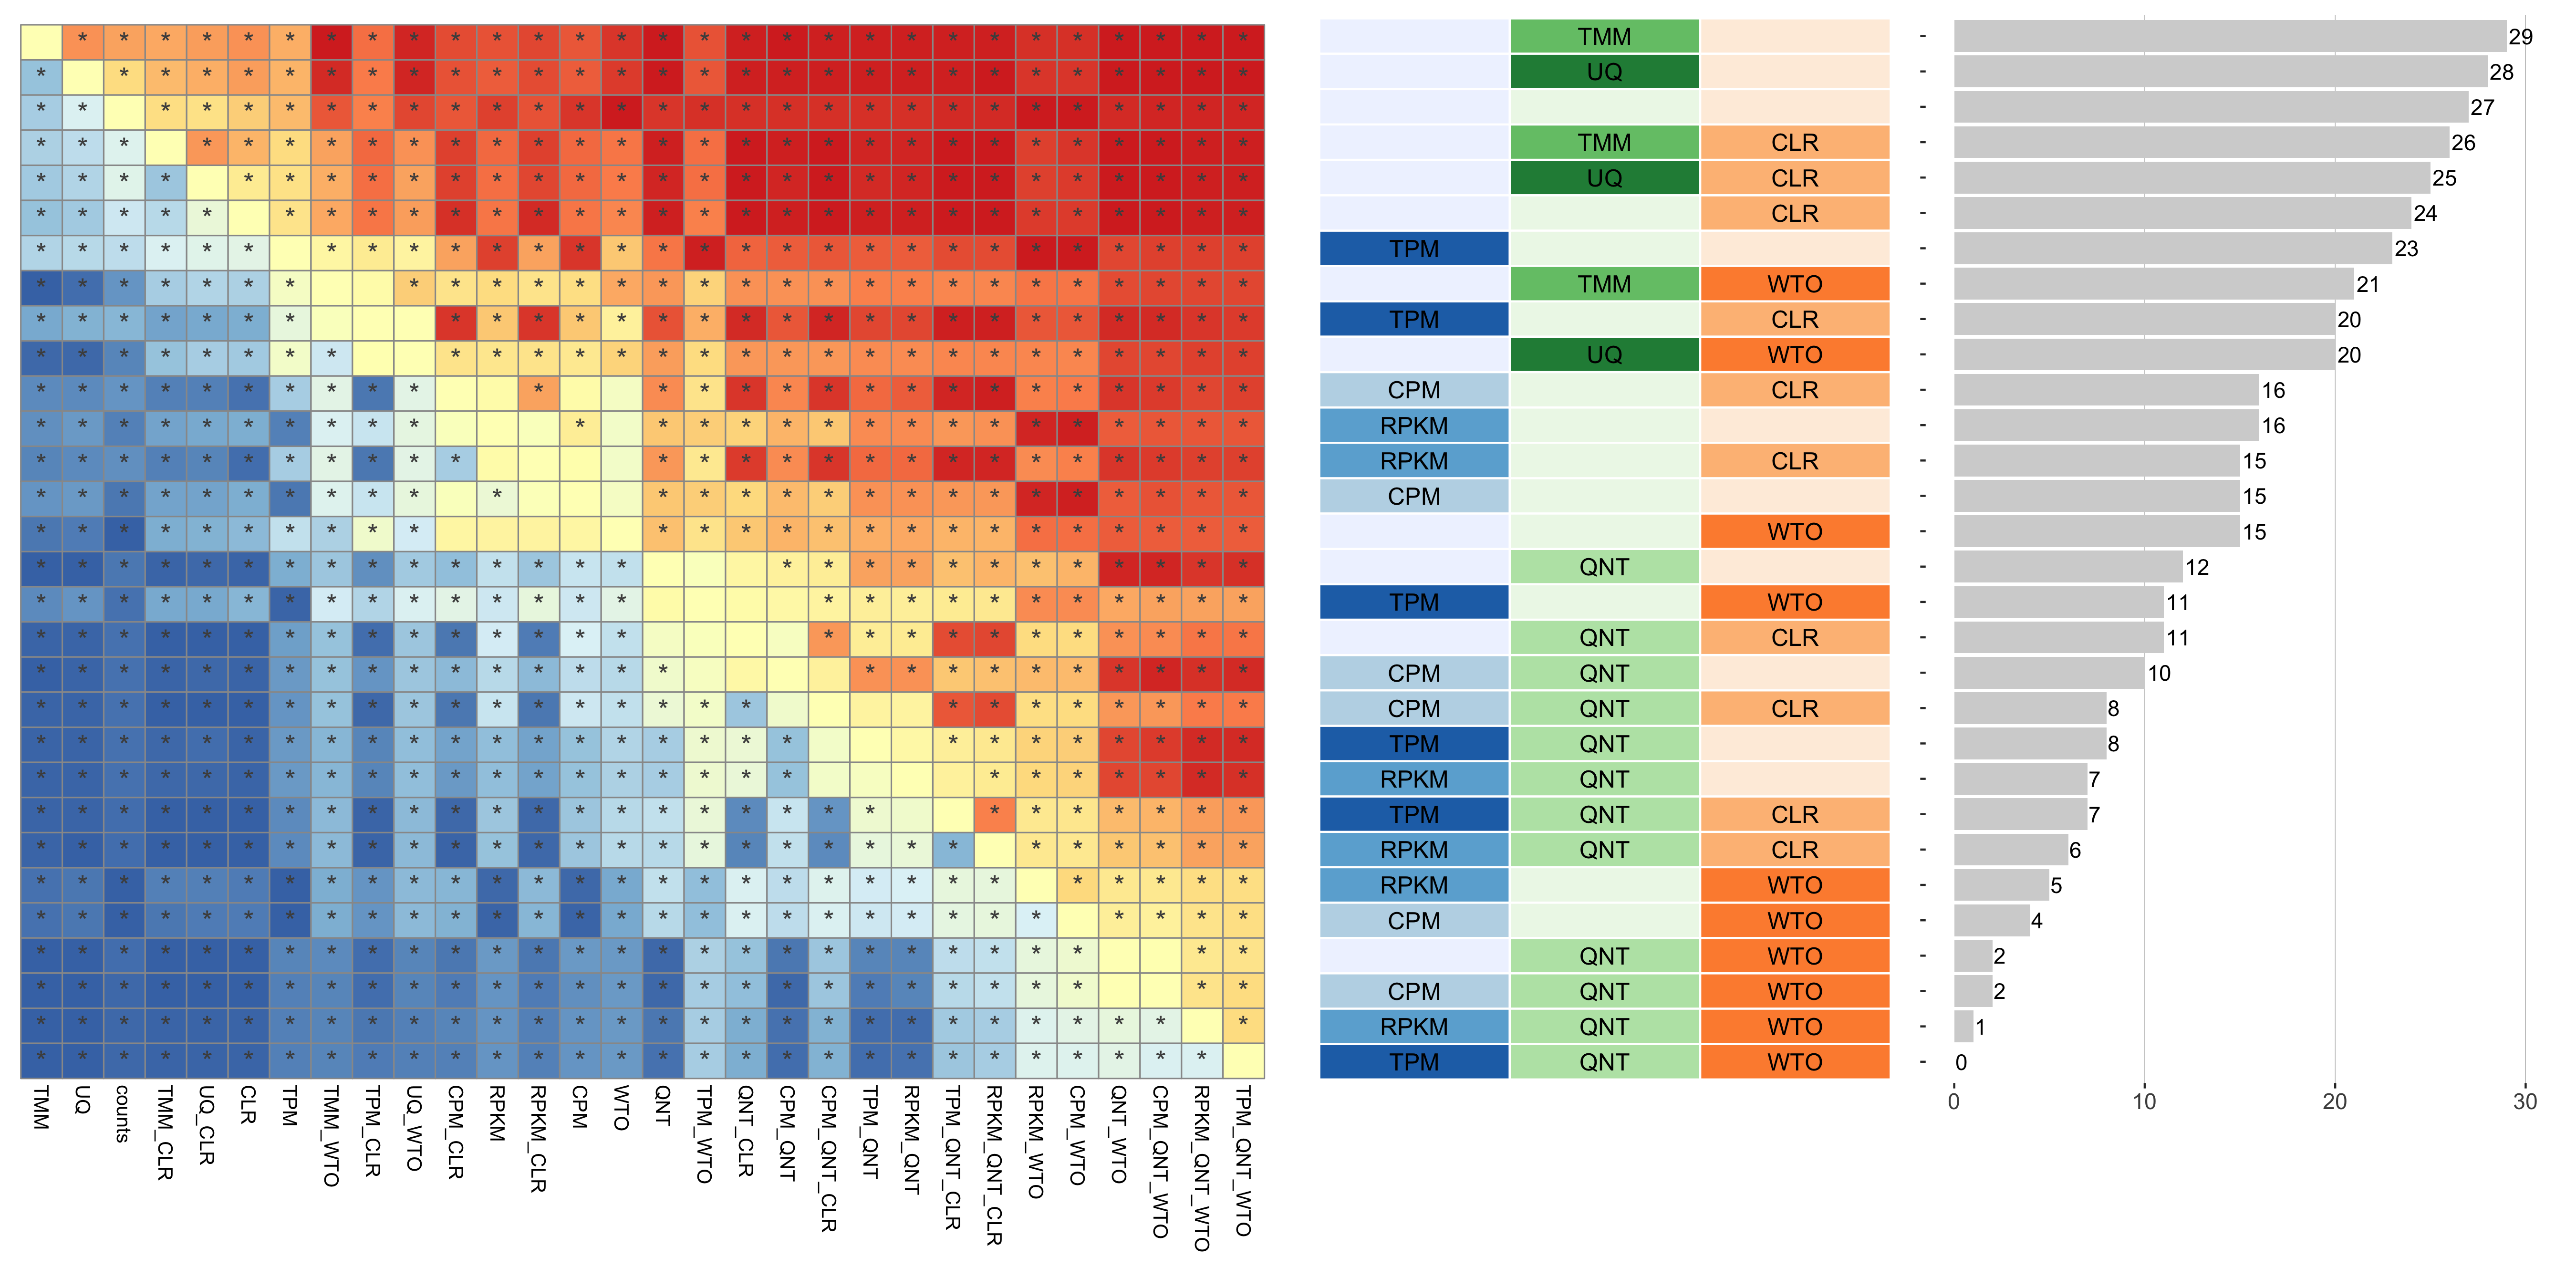 TMM - 29
UQ - 28
- 27
TMM CLR - 26
UQ CLR - 25
CLR - 24
TPM - 23
TMM WTO - 21
TPM CLR - 20
UQ WTO - 20
CPM CLR - 16
RPKM - 16
RPKM CLR - 15
CPM - 15
WTO - 15
QNT - 12
TPM WTO - 11
QNT CLR - 11
CPM QNT - 10
CPM QNT CLR - 8
TPM QNT - 8
RPKM QNT - 7
TPM QNT CLR - 7
RPKM QNT CLR - 6
RPKM WTO - 5
CPM WTO - 4
QNT WTO - 2
CPM QNT WTO - 2
RPKM QNT WTO - 1
TPM QNT WTO - 0
TMM
UQ
counts
TMM_CLR
UQ_CLR
CLR
TPM
TMM_WTO
TPM_CLR
UQ_WTO
CPM_CLR
RPKM
RPKM_CLR
CPM
WTO
QNT
TPM_WTO
QNT_CLR
CPM_QNT
CPM_QNT_CLR
TPM_QNT
RPKM_QNT
TPM_QNT_CLR
RPKM_QNT_CLR
RPKM_WTO
CPM_WTO
QNT_WTO
CPM_QNT_WTO
RPKM_QNT_WTO
TPM_QNT_WTO
0 10 20 30